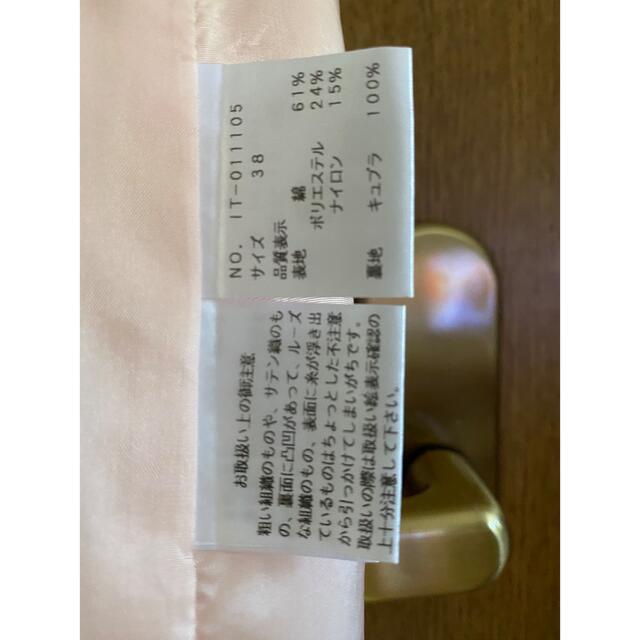 NO. IT-011105
サイズ 38
品質表示
表地 綿 61%
ポリエステル 24%
ナイロン 15%
裏地 キュプラ 100%
お取扱い上の御注意
粗い組織のものや、サテン織のも
の、裏面に凸凹があって、ルーズ
な組織のもの、表面に糸が浮き出
ているものはちょっとした不注意
から引っかけてしまいがちです。
取扱いの際は取扱い絵表示確認の
上十分注意して下さい。